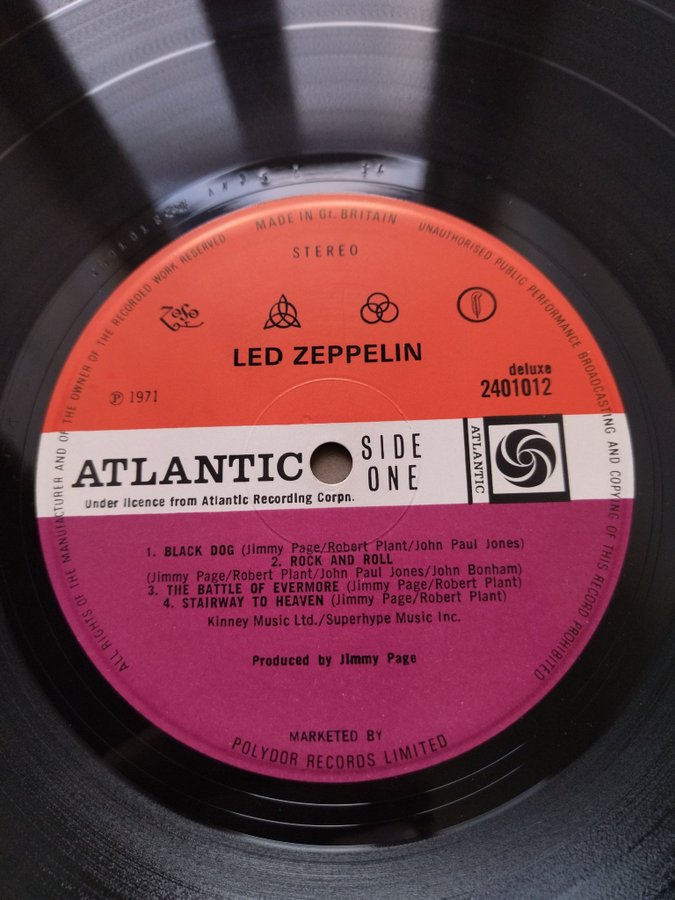 MADE IN Gt. BRITAIN
UNAUTHORISED PUBLIC PERFORMANCE BROADCASTING AND COPYING OF THIS RECORD PROHIBITED
ALL RIGHTS OF THE MANUFACTURER AND OF THE OWNER OF THE RECORDED WORK RESERVED
STEREO
LED ZEPPELIN
℗ 1971
deluxe
2401012
ATLANTIC
SIDE
ONE
ATLANTIC
Under licence from Atlantic Recording Corpn.
1. BLACK DOG (Jimmy Page/Robert Plant/John Paul Jones)
2. ROCK AND ROLL
(Jimmy Page/Robert Plant/John Paul Jones/John Bonham)
3. THE BATTLE OF EVERMORE (Jimmy Page/Robert Plant)
4. STAIRWAY TO HEAVEN (Jimmy Page/Robert Plant)
Kinney Music Ltd./Superhype Music Inc.
Produced by Jimmy Page
MARKETED BY
POLYDOR RECORDS LIMITED